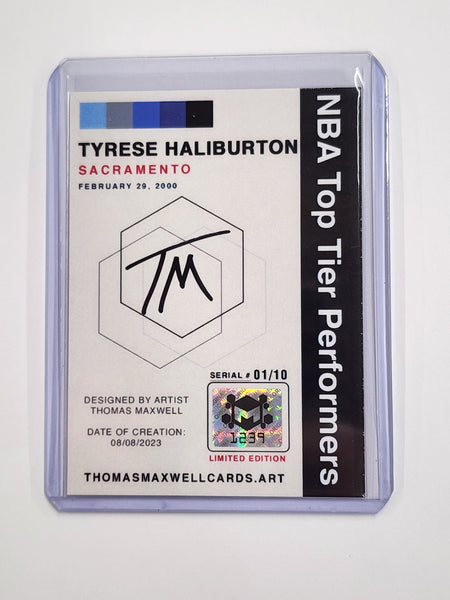 TYRESE HALIBURTON
SACRAMENTO
FEBRUARY 29, 2000
TM
SERIAL # 01/10
DESIGNED BY ARTIST
THOMAS MAXWELL
DATE OF CREATION:
08/08/2023
1239
LIMITED EDITION
THOMASMAXWELLCARDS.ART
NBA Top Tier Performers